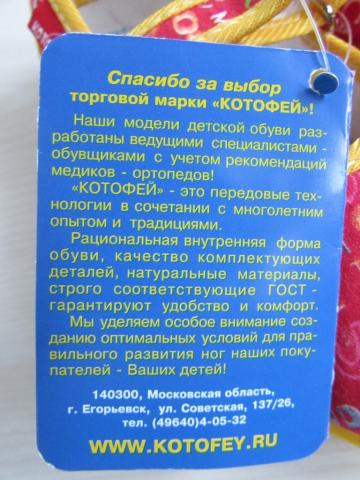 Спасибо за выбор
торговой марки «КОТОФЕЙ»!
Наши модели детской обуви раз-
работаны ведущими специалистами -
обувщиками с учетом рекомендаций
медиков - ортопедов!
«КОТОФЕЙ» - это передовые тех-
нологии в сочетании с многолетним
опытом и традициями.
Рациональная внутренняя форма
обуви, качество комплектующих
деталей, натуральные материалы,
строго соответствующие ГОСТ -
гарантируют удобство и комфорт.
Мы уделяем особое внимание соз-
данию оптимальных условий для пра-
вильного развития ног наших поку-
пателей - Ваших детей!
140300, Московская область,
г. Егорьевск, ул. Советская, 137/26,
тел. (49640)4-05-32
WWW.KOTOFEY.RU